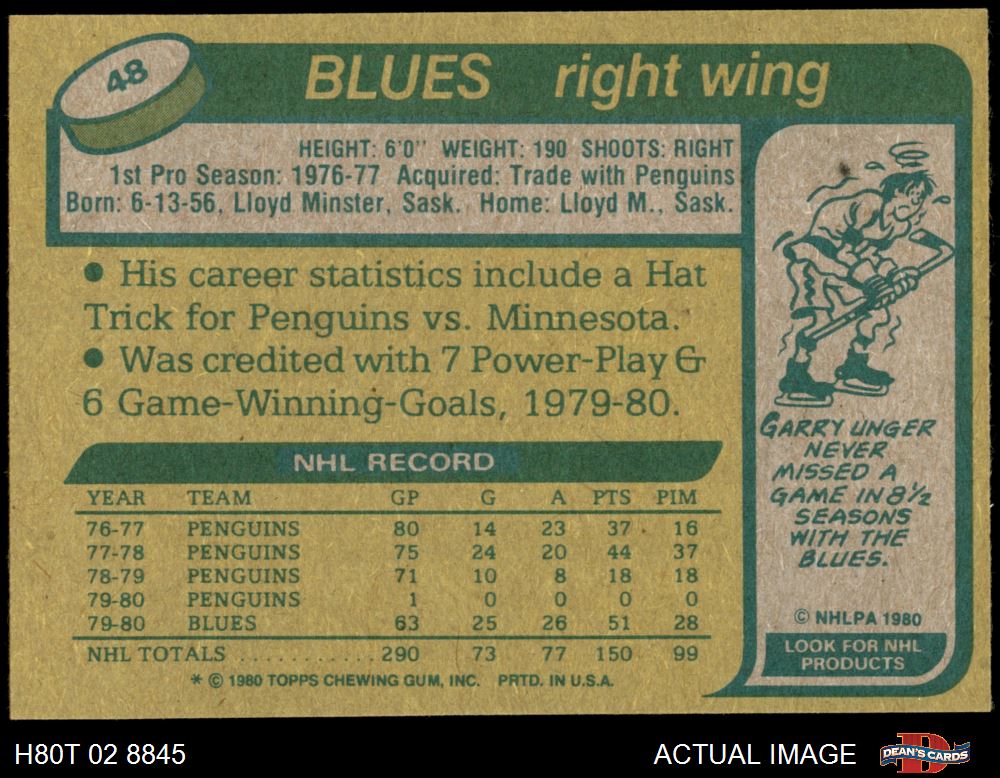 48
BLUES right wing
HEIGHT: 6'0" WEIGHT: 190 SHOOTS: RIGHT
1st Pro Season: 1976-77 Acquired: Trade with Penguins
Born: 6-13-56, Lloyd Minster, Sask. Home: Lloyd M., Sask.
● His career statistics include a Hat
Trick for Penguins vs. Minnesota.
● Was credited with 7 Power-Play &
6 Game-Winning-Goals, 1979-80.
NHL RECORD
YEAR TEAM GP G A PTS PIM
76-77 PENGUINS 80 14 23 37 16
77-78 PENGUINS 75 24 20 44 37
78-79 PENGUINS 71 10 8 18 18
79-80 PENGUINS 1 0 0 0 0
79-80 BLUES 63 25 26 51 28
NHL TOTALS .......... 290 73 77 150 99
* © 1980 TOPPS CHEWING GUM, INC. PRTD. IN U.S.A.
GARRY UNGER
NEVER
MISSED A
GAME IN 8½
SEASONS
WITH THE
BLUES.
© NHLPA 1980
LOOK FOR NHL
PRODUCTS
H80T 02 8845
ACTUAL IMAGE
D
DEAN'S CARDS